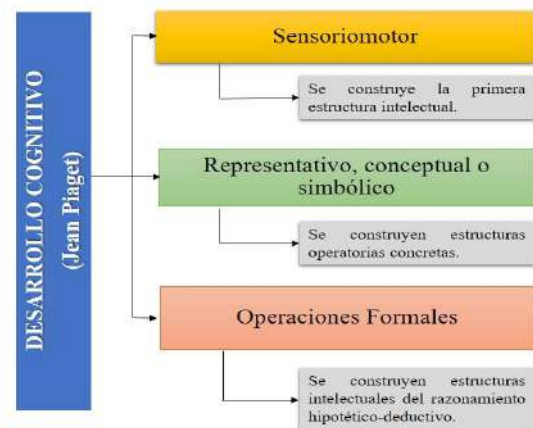 DESARROLLO COGNITIVO
(Jean Piaget)
Sensoriomotor
Se construye la primera
estructura intelectual.
Representativo, conceptual o
simbólico
Se construyen estructuras
operatorias concretas.
Operaciones Formales
Se construyen estructuras
intelectuales del razonamiento
hipotético-deductivo.